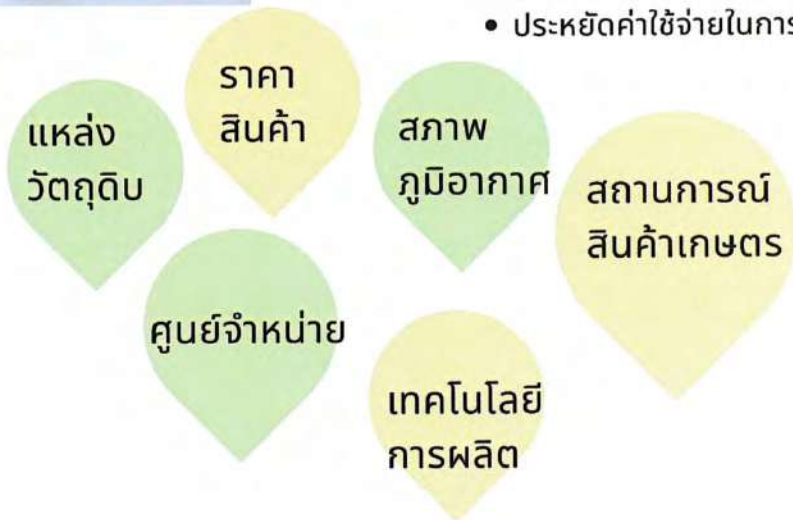 • ประหยัดค่าใช้จ่ายในการ
ราคา
สินค้า
แหล่ง
วัตถุดิบ
สภาพ
ภูมิอากาศ
สถานการณ์
สินค้าเกษตร
ศูนย์จำหน่าย
เทคโนโลยี
การผลิต